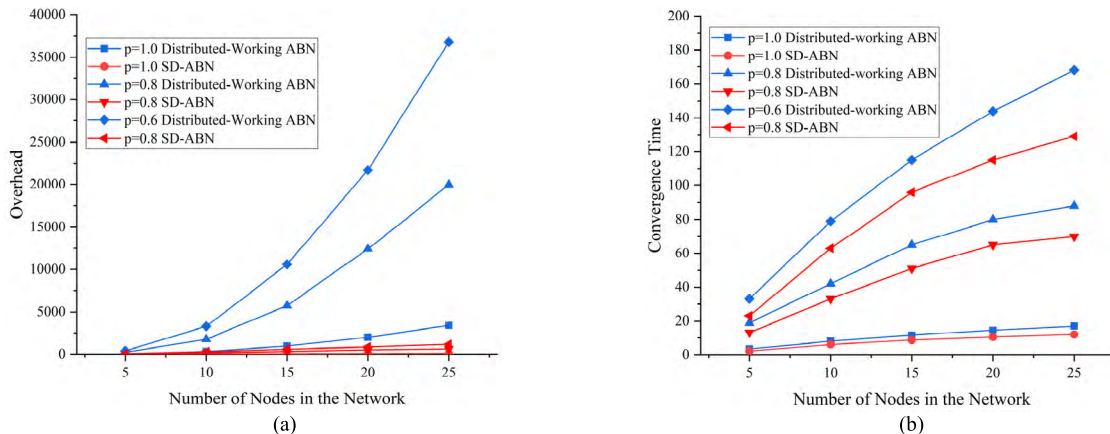 40000
35000
30000
25000
20000
15000
10000
5000
0
Overhead
p=1.0 Distributed-Working ABN
p=1.0 SD-ABN
p=0.8 Distributed-Working ABN
p=0.8 SD-ABN
p=0.6 Distributed-Working ABN
p=0.8 SD-ABN
5 10 15 20 25
Number of Nodes in the Network
(a)
200
180
160
140
120
100
80
60
40
20
0
Convergence Time
p=1.0 Distributed-working ABN
p=1.0 SD-ABN
p=0.8 Distributed-working ABN
p=0.8 SD-ABN
p=0.6 Distributed-working ABN
p=0.8 SD-ABN
5 10 15 20 25
Number of Nodes in the Network
(b)